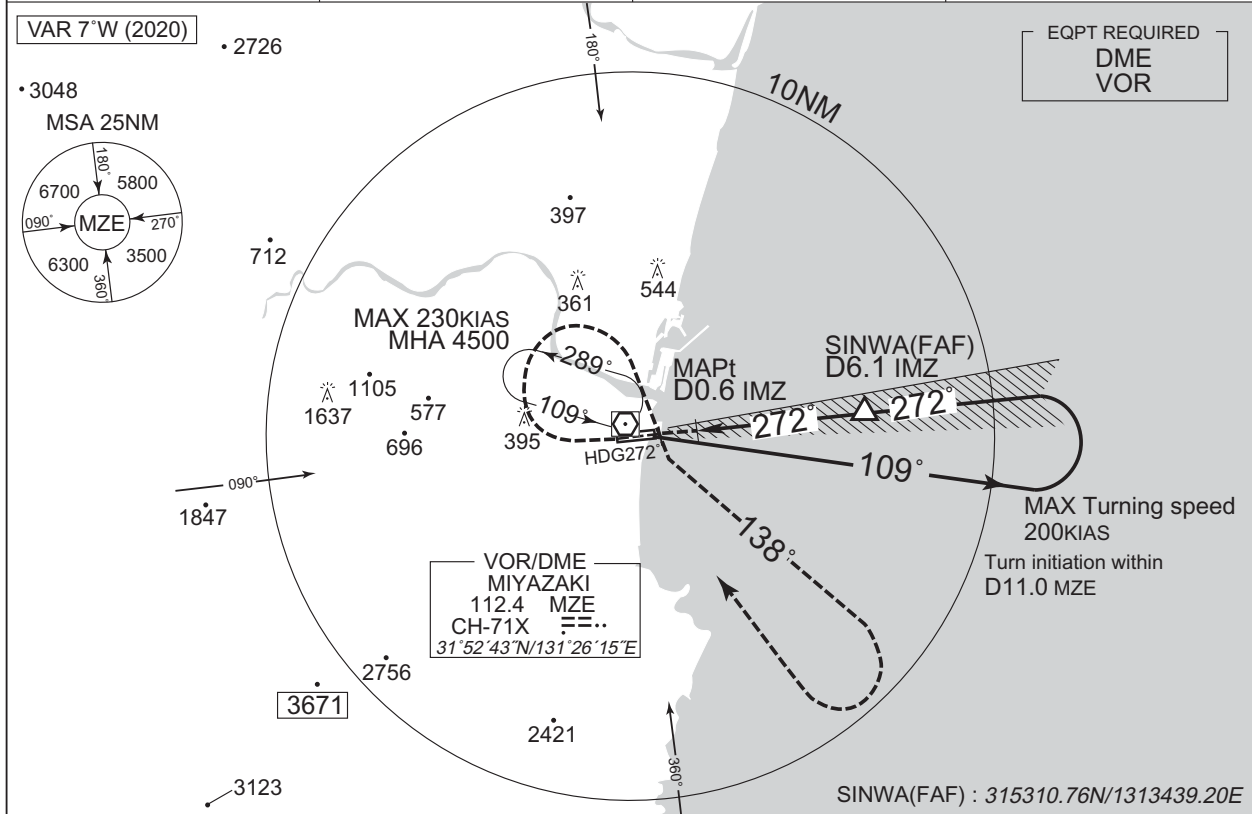 VAR 7°W (2020)
2726
3048
MSA 25NM
180°
6700
5800
090°
MZE
270°
6300
3500
360°
180°
10NM
EQPT REQUIRED
DME
VOR
397
712
361
544
MAX 230KIAS
MHA 4500
289°
109°
MAPt
D0.6 IMZ
SINWA(FAF)
D6.1 IMZ
272°
272°
1105
1637
577
696
395
HDG272°
109°
090°
1847
MAX Turning speed
200KIAS
Turn initiation within
D11.0 MZE
138°
VOR/DME
MIYAZAKI
112.4 MZE
CH-71X
31°52´43˝N/131°26´15˝E
2756
3671
2421
3123
360°
SINWA(FAF) : 315310.76N/1313439.20E